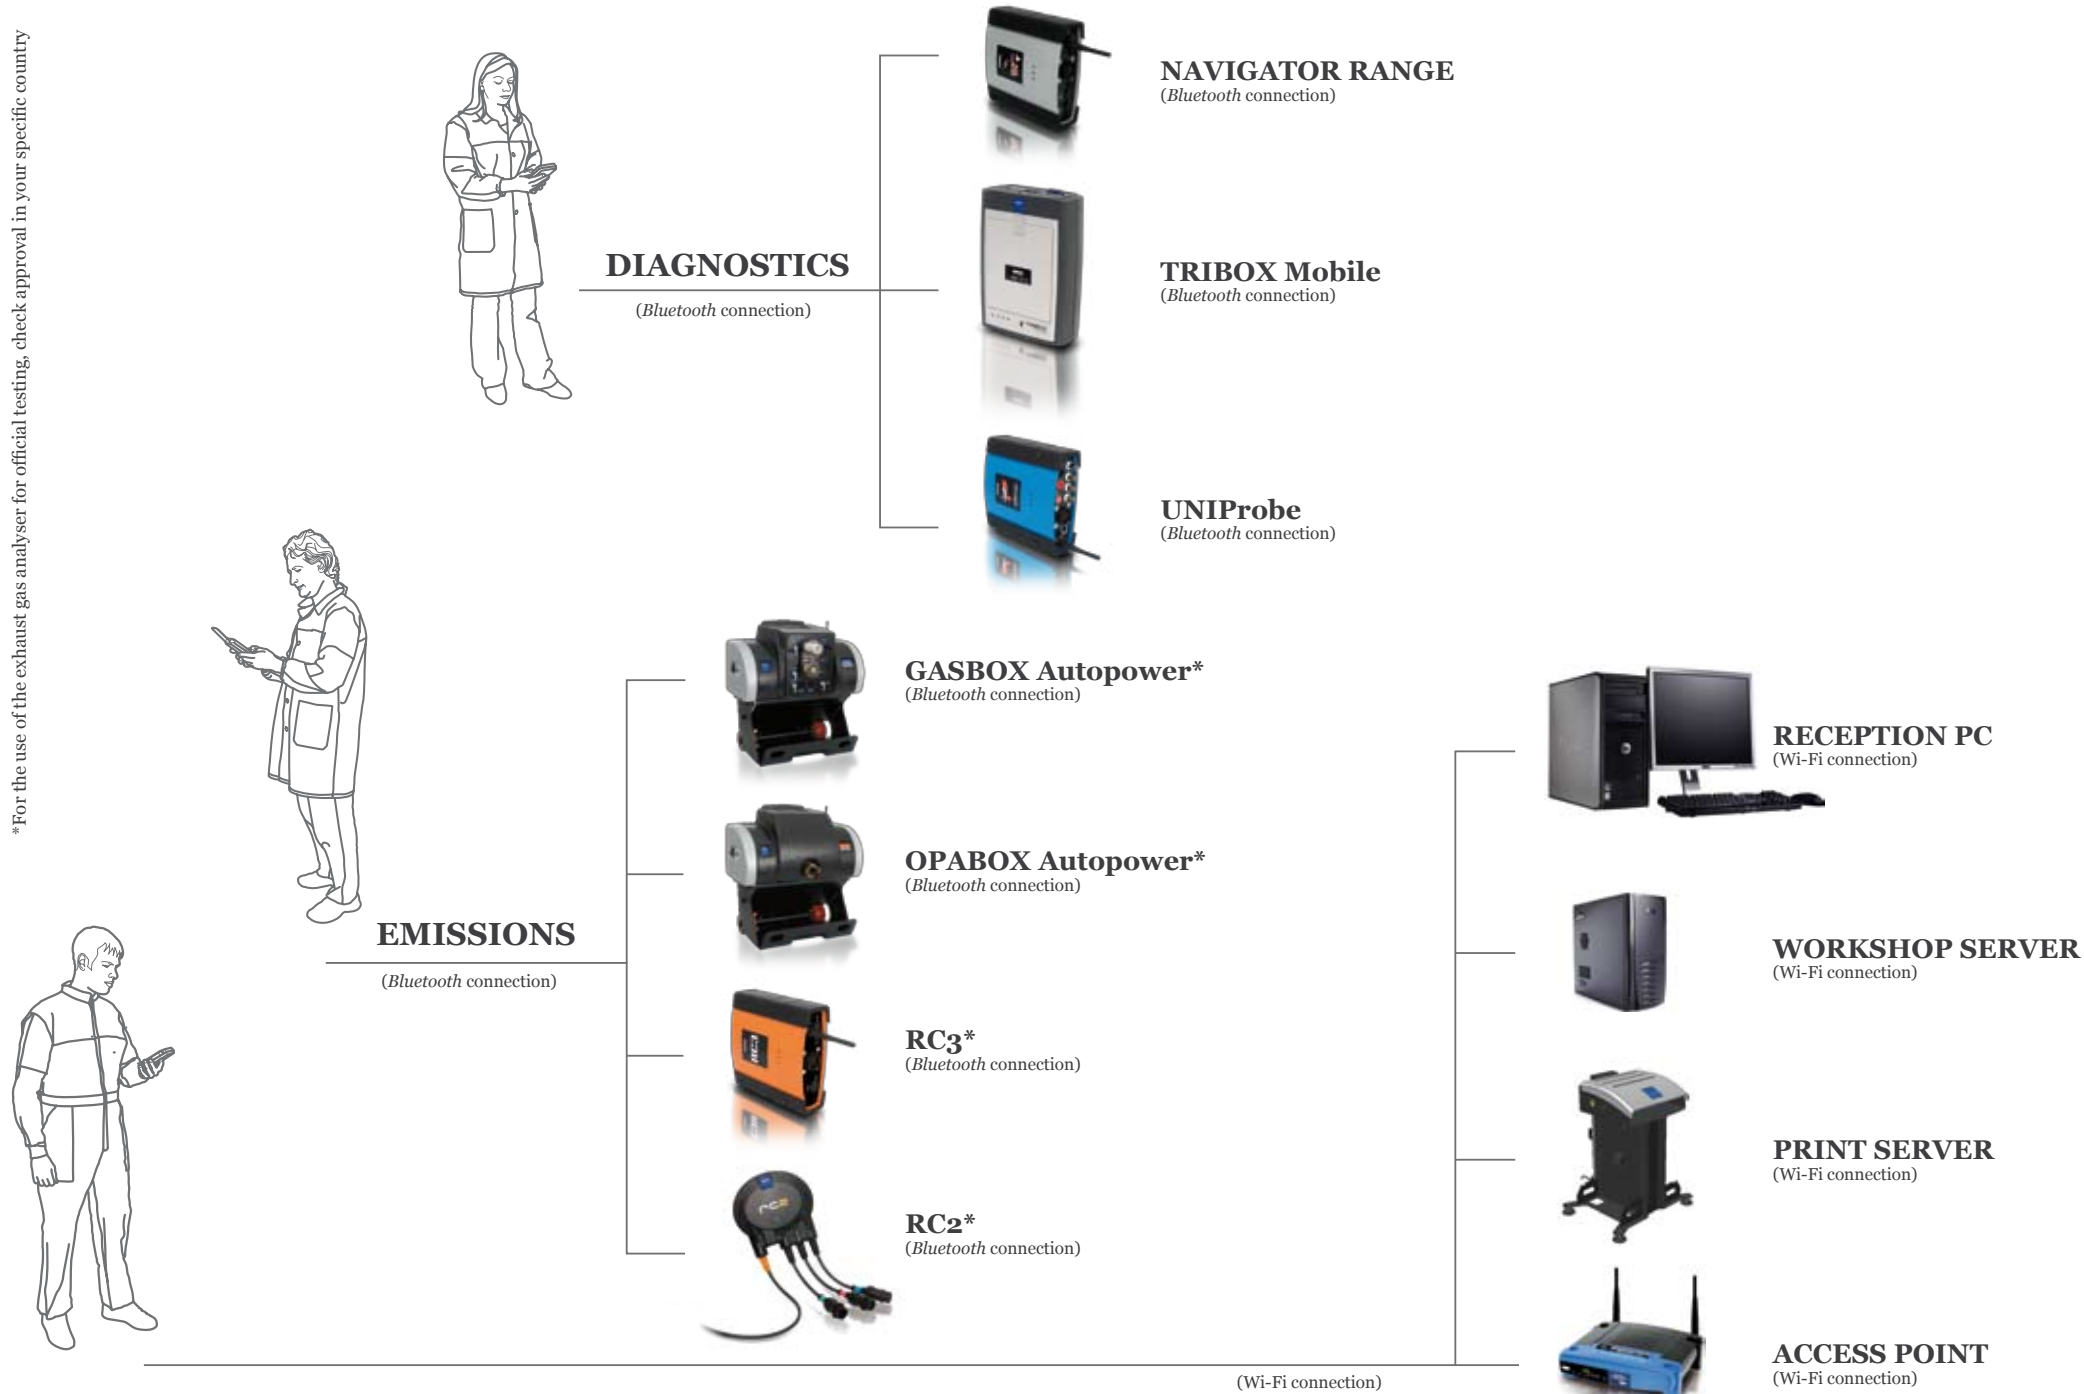 *For the use of the exhaust gas analyser for official testing, check approval in your specific country
NAVIGATOR RANGE
(Bluetooth connection)
DIAGNOSTICS
(Bluetooth connection)
TRIBOX Mobile
(Bluetooth connection)
UNIProbe
(Bluetooth connection)
GASBOX Autopower*
(Bluetooth connection)
OPABOX Autopower*
(Bluetooth connection)
EMISSIONS
(Bluetooth connection)
RC3*
(Bluetooth connection)
RC2*
(Bluetooth connection)
RECEPTION PC
(Wi-Fi connection)
WORKSHOP SERVER
(Wi-Fi connection)
PRINT SERVER
(Wi-Fi connection)
ACCESS POINT
(Wi-Fi connection)
(Wi-Fi connection)